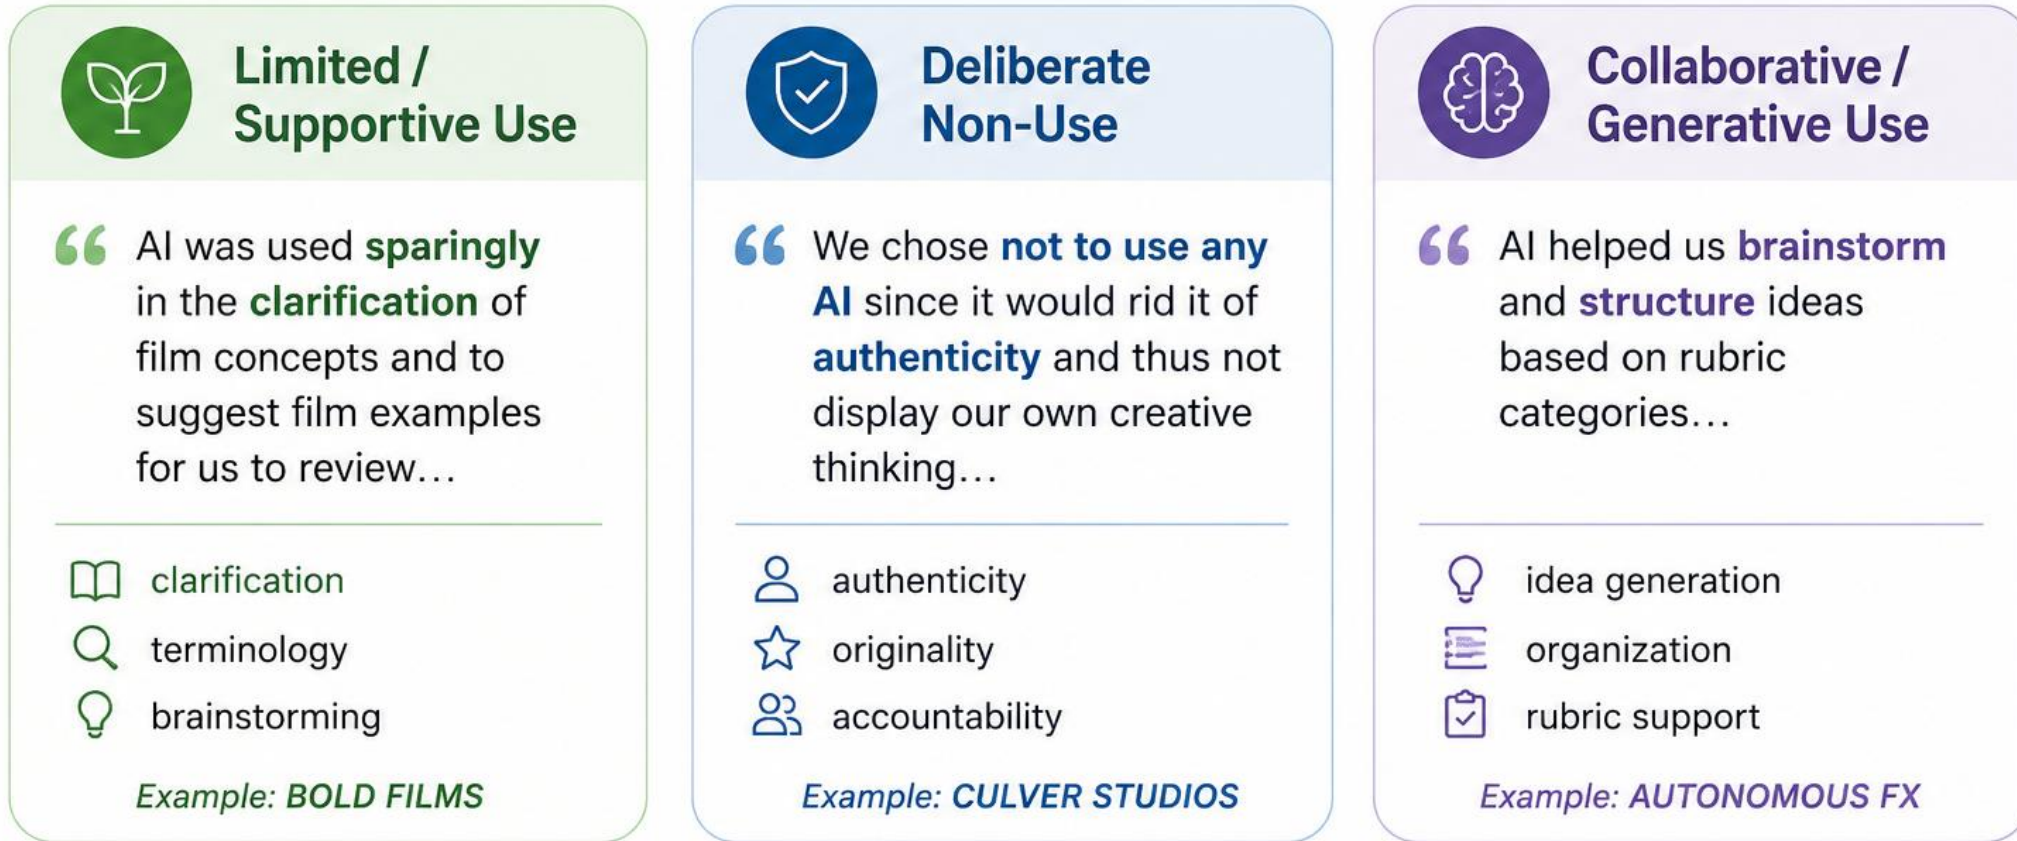 Limited /
Supportive Use
“ AI was used sparingly
in the clarification of
film concepts and to
suggest film examples
for us to review...
clarification
terminology
brainstorming
Example: BOLD FILMS
Deliberate
Non-Use
“ We chose not to use any
AI since it would rid it of
authenticity and thus not
display our own creative
thinking...
authenticity
originality
accountability
Example: CULVER STUDIOS
Collaborative /
Generative Use
“ AI helped us brainstorm
and structure ideas
based on rubric
categories...
idea generation
organization
rubric support
Example: AUTONOMOUS FX